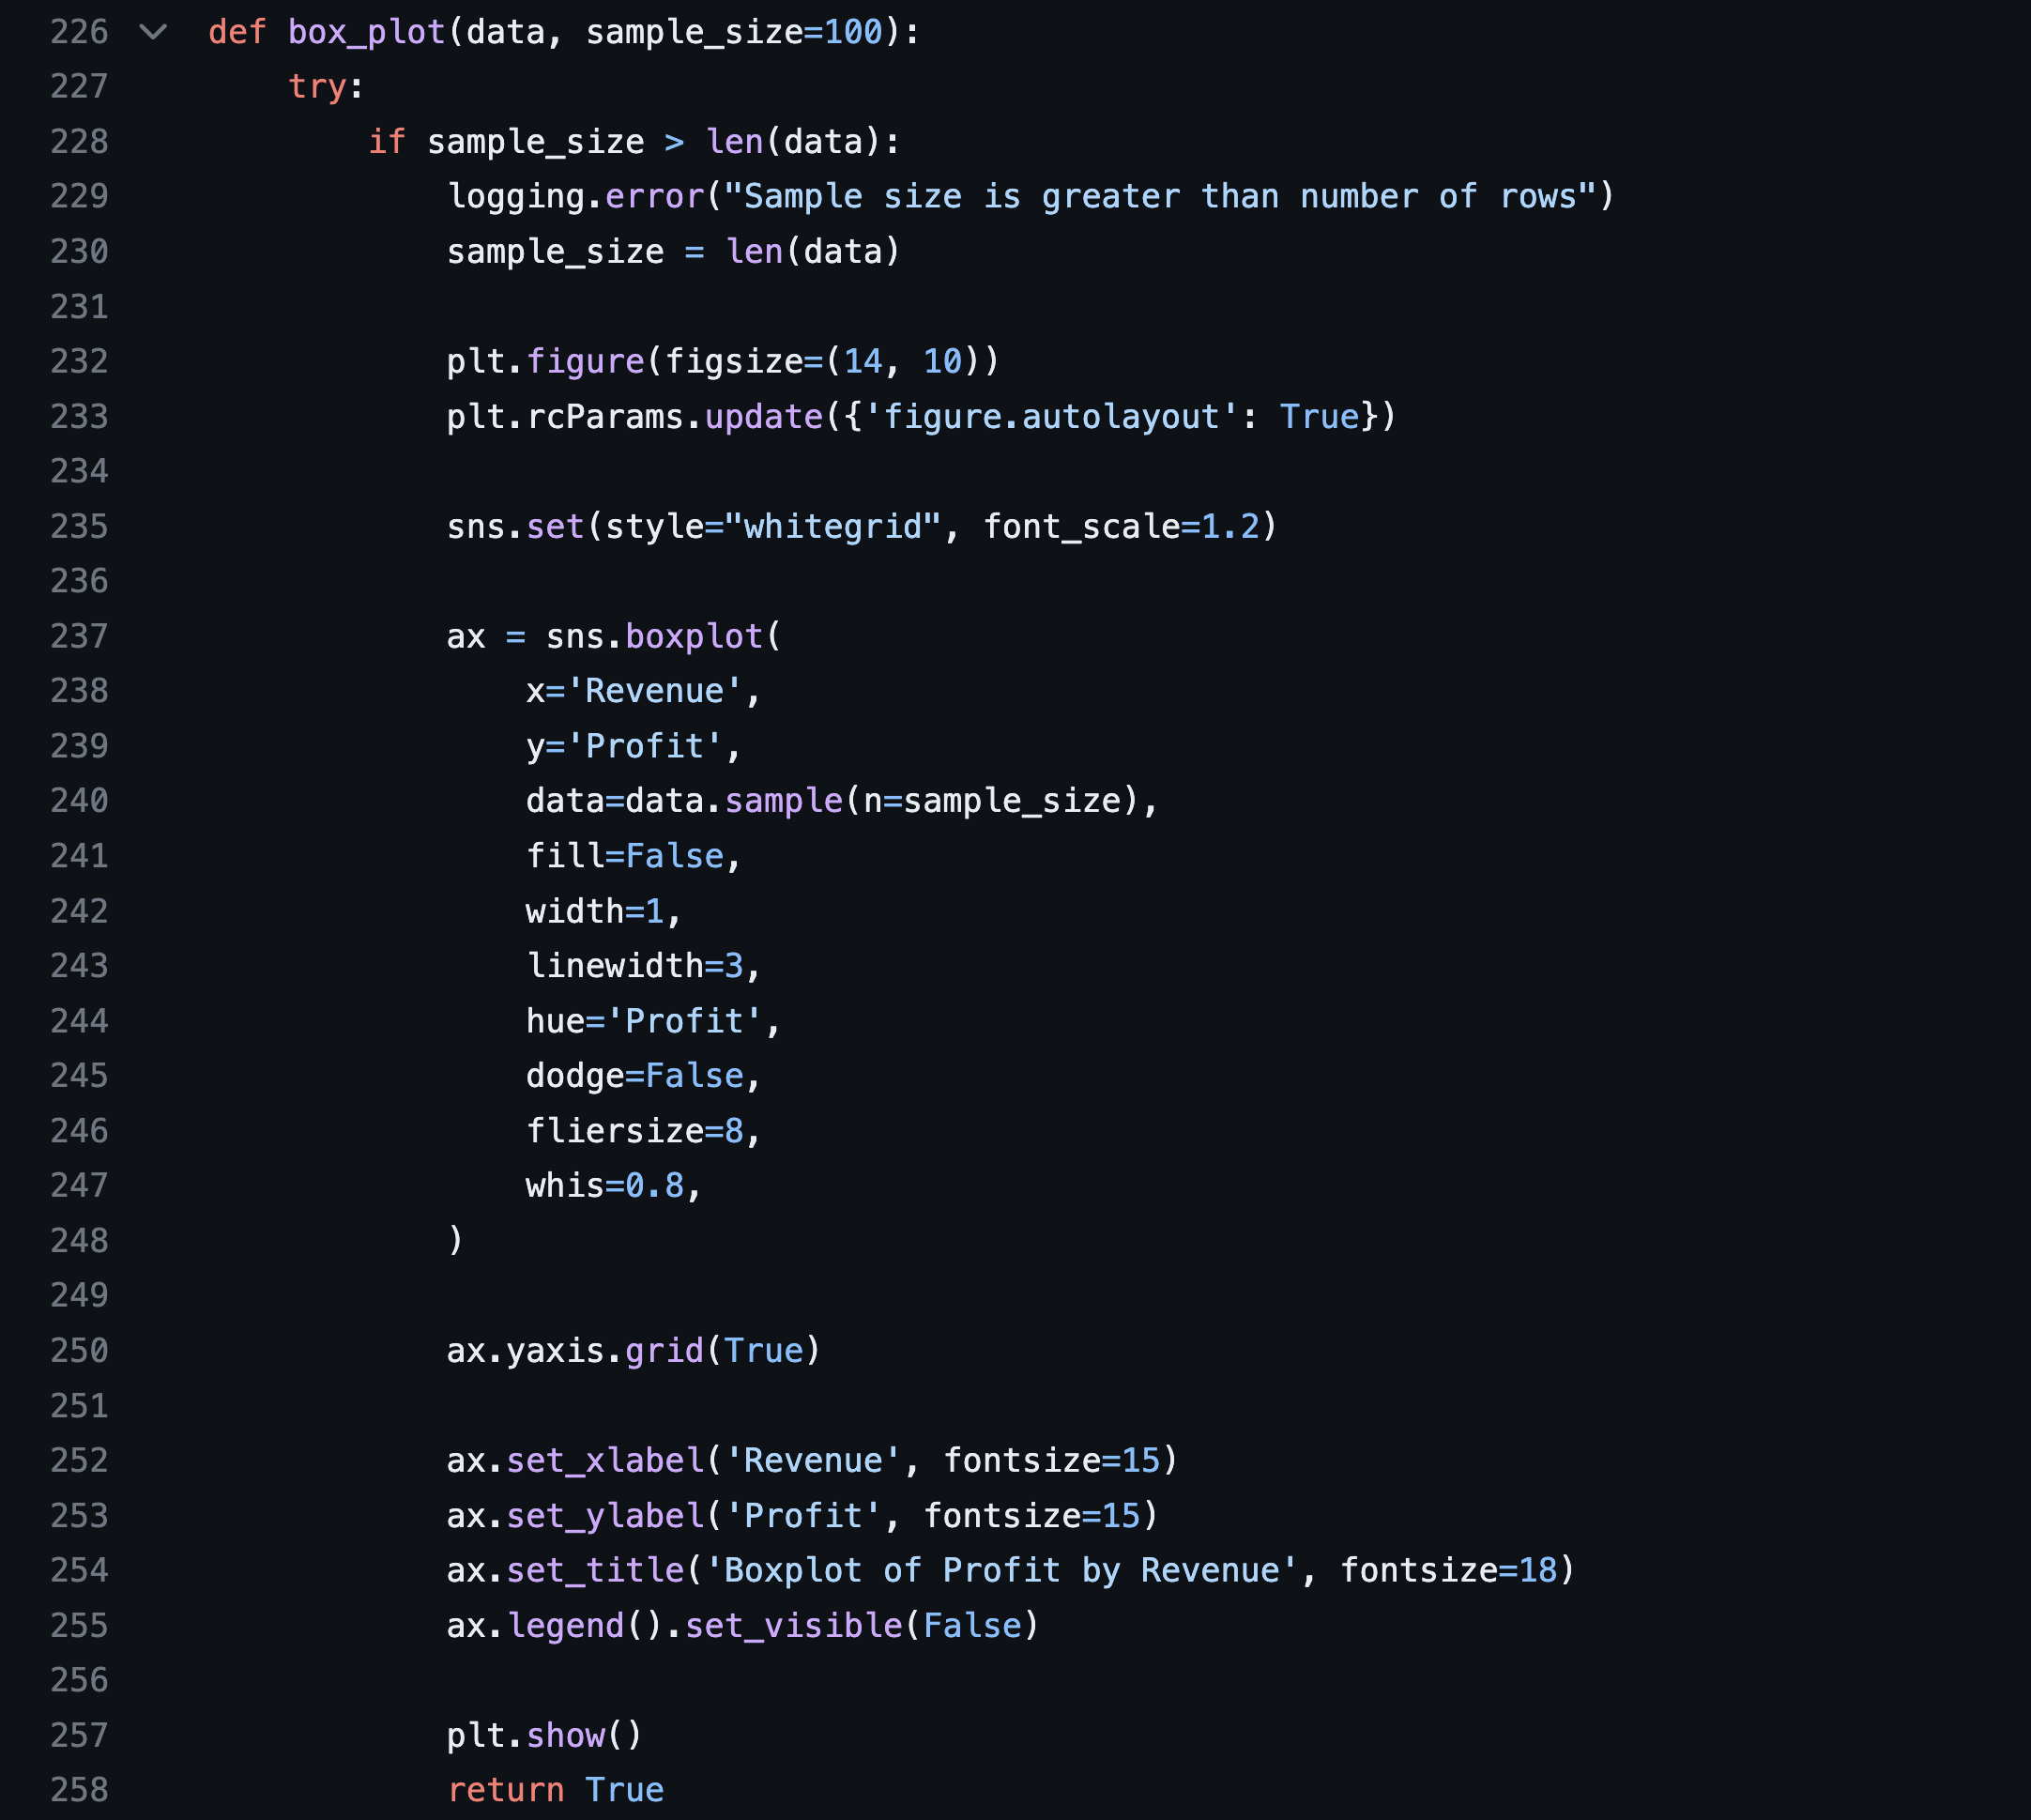 226 def box_plot(data, sample_size=100):
227     try:
228         if sample_size > len(data):
229             logging.error("Sample size is greater than number of rows")
230             sample_size = len(data)
231
232             plt.figure(figsize=(14, 10))
233             plt.rcParams.update({'figure.autolayout': True})
234
235             sns.set(style="whitegrid", font_scale=1.2)
236
237             ax = sns.boxplot(
238                 x='Revenue',
239                 y='Profit',
240                 data=data.sample(n=sample_size),
241                 fill=False,
242                 width=1,
243                 linewidth=3,
244                 hue='Profit',
245                 dodge=False,
246                 fliersize=8,
247                 whis=0.8,
248             )
249
250             ax.yaxis.grid(True)
251
252             ax.set_xlabel('Revenue', fontsize=15)
253             ax.set_ylabel('Profit', fontsize=15)
254             ax.set_title('Boxplot of Profit by Revenue', fontsize=18)
255             ax.legend().set_visible(False)
256
257             plt.show()
258             return True